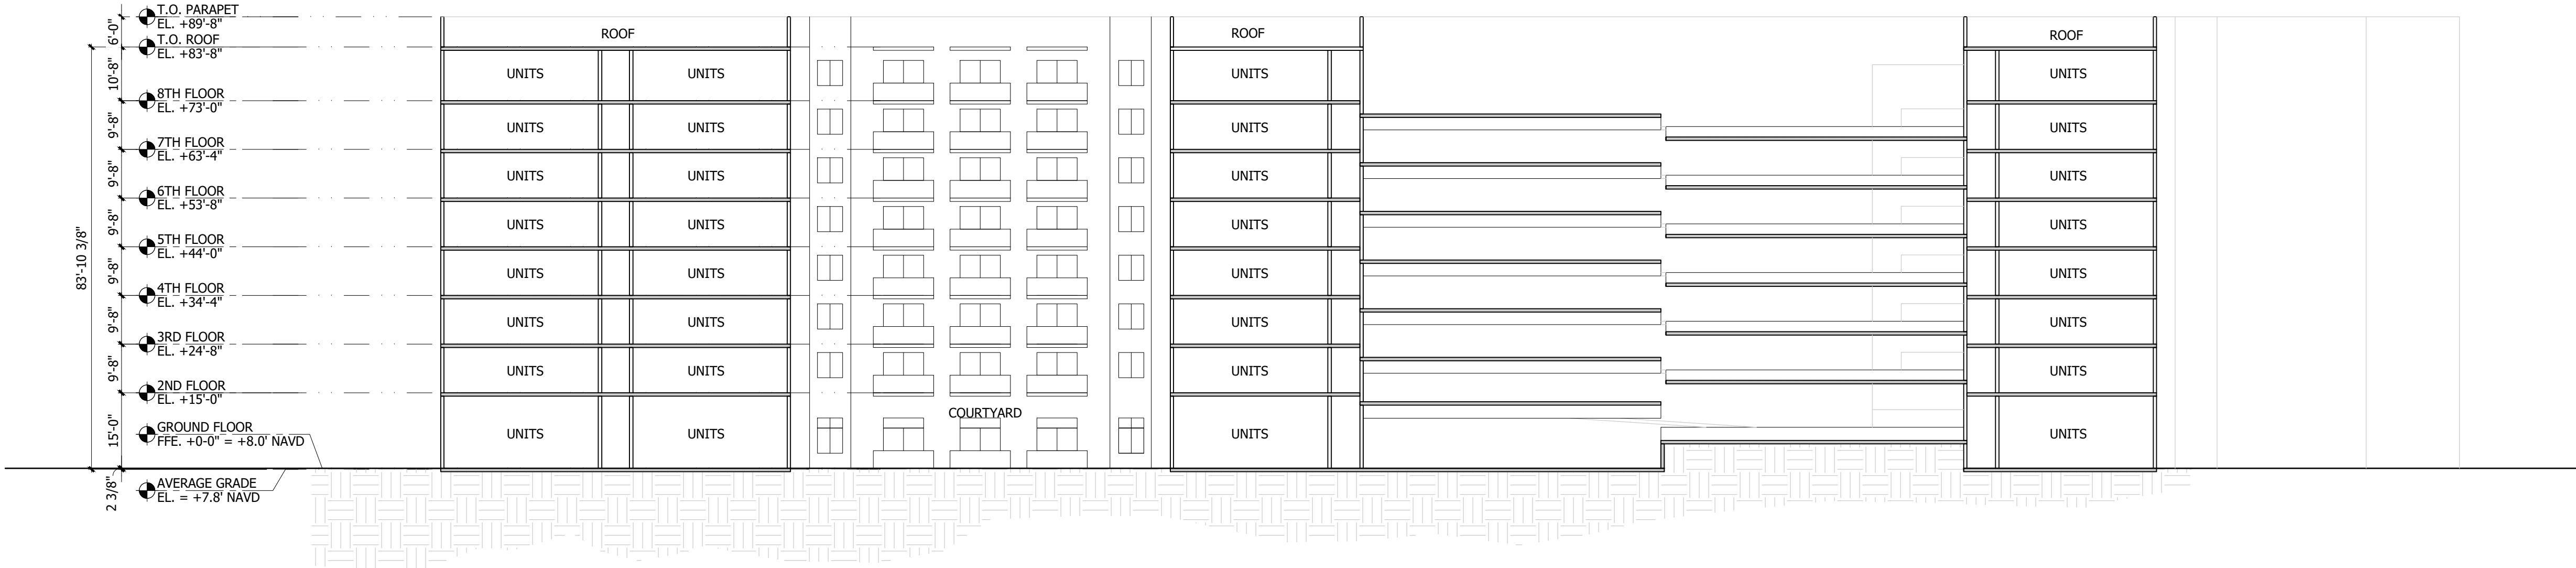 T.O. PARAPET
EL. +89'-8"
6'-0"
T.O. ROOF
EL. +83'-8"
10'-8"
8TH FLOOR
EL. +73'-0"
9'-8"
7TH FLOOR
EL. +63'-4"
9'-8"
6TH FLOOR
EL. +53'-8"
9'-8"
5TH FLOOR
EL. +44'-0"
9'-8"
4TH FLOOR
EL. +34'-4"
9'-8"
3RD FLOOR
EL. +24'-8"
9'-8"
2ND FLOOR
EL. +15'-0"
15'-0"
GROUND FLOOR
FFE. +0-0" = +8.0' NAVD
AVERAGE GRADE
EL. = +7.8' NAVD
2 3/8"
83'-10 3/8"
ROOF ROOF ROOF
UNITS UNITS UNITS UNITS
UNITS UNITS UNITS UNITS
UNITS UNITS UNITS UNITS
UNITS UNITS UNITS UNITS
UNITS UNITS UNITS UNITS
UNITS UNITS UNITS UNITS
UNITS UNITS UNITS UNITS
COURTYARD
UNITS UNITS UNITS UNITS